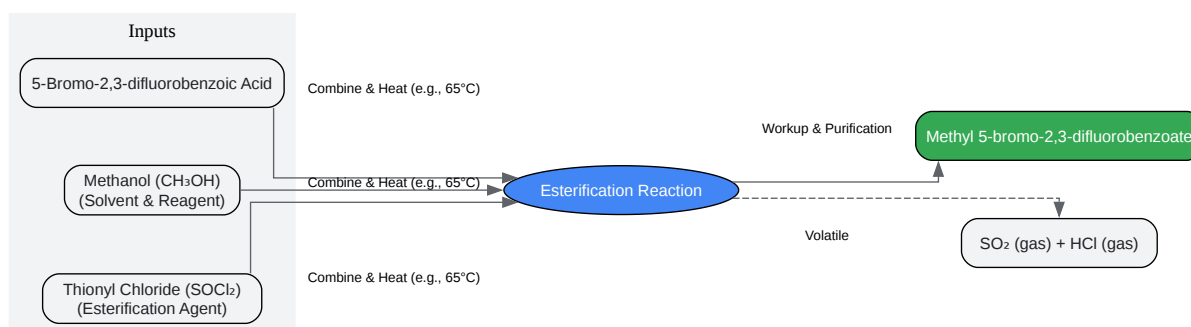 Inputs
5-Bromo-2,3-difluorobenzoic Acid
Combine & Heat (e.g., 65°C)
Workup & Purification
Methyl 5-bromo-2,3-difluorobenzoate
Methanol (CH₃OH)
(Solvent & Reagent)
Combine & Heat (e.g., 65°C)
Esterification Reaction
Volatile
SO₂ (gas) + HCl (gas)
Combine & Heat (e.g., 65°C)
Thionyl Chloride (SOCl₂)
(Esterification Agent)